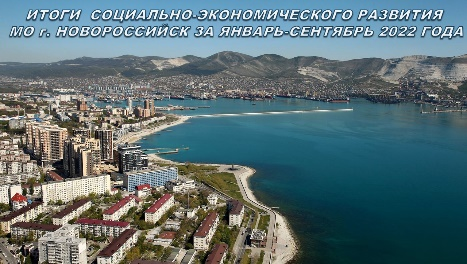 ИТОГИ СОЦИАЛЬНО-ЭКОНОМИЧЕСКОГО РАЗВИТИЯ
МО г. НОВОРОССИЙСК ЗА ЯНВАРЬ-СЕНТЯБРЬ 2022 ГОДА